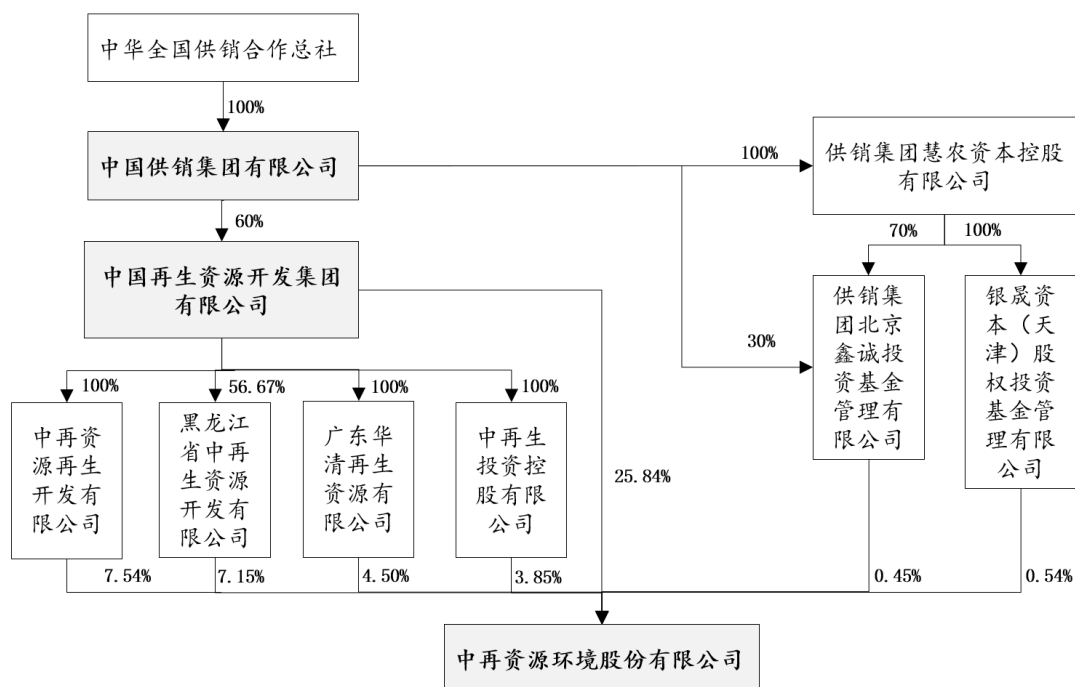 中华全国供销合作总社
100%
中国供销集团有限公司
100%
供销集团慧农资本控股
有限公司
60%
70%
100%
中国再生资源开发集团
有限公司
供销集
团北京
鑫诚投
资基金
管理有
限公司
银晟资
本（天
津）股
权投资
基金管
理有限
公司
30%
100%
56.67%
100%
100%
中再资
源再生
开发有
限公司
黑龙江
省中再
生资源
开发有
限公司
广东华
清再生
资源有
限公司
中再生
投资控
股有限
公司
25.84%
7.54%
7.15%
4.50%
3.85%
0.45%
0.54%
中再资源环境股份有限公司